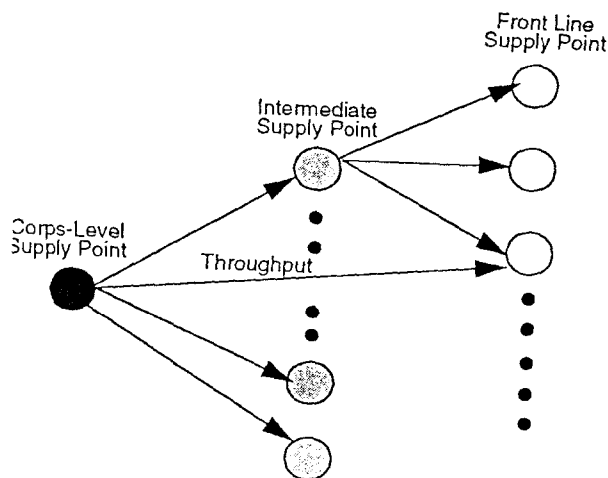 Front Line
Supply Point
Intermediate
Supply Point
Corps-Level
Supply Point
Throughput